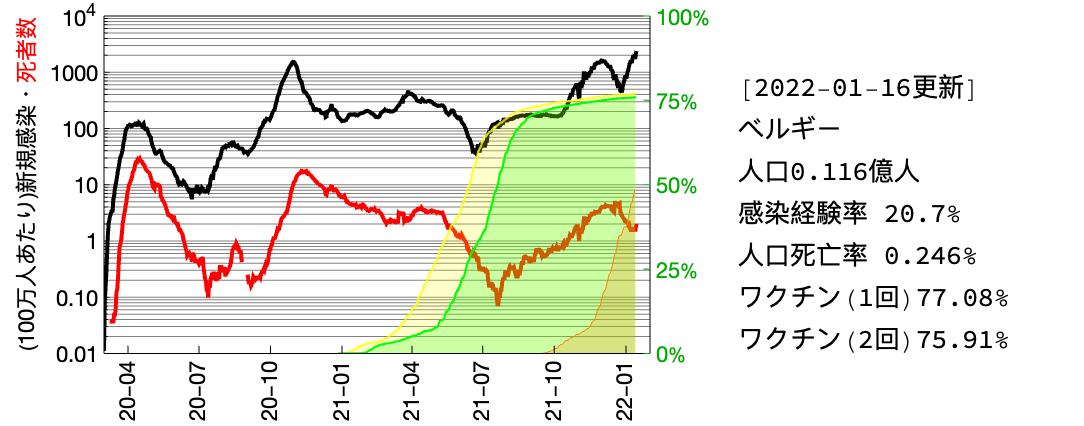 (100万人あたり)新規感染・死者数
10^4
1000
100
10
1
0.10
0.01
100%
75%
50%
25%
0%
20-04
20-07
20-10
21-01
21-04
21-07
21-10
22-01
[2022-01-16更新]
ベルギー
人口0.116億人
感染経験率 20.7%
人口死亡率 0.246%
ワクチン(1回)77.08%
ワクチン(2回)75.91%